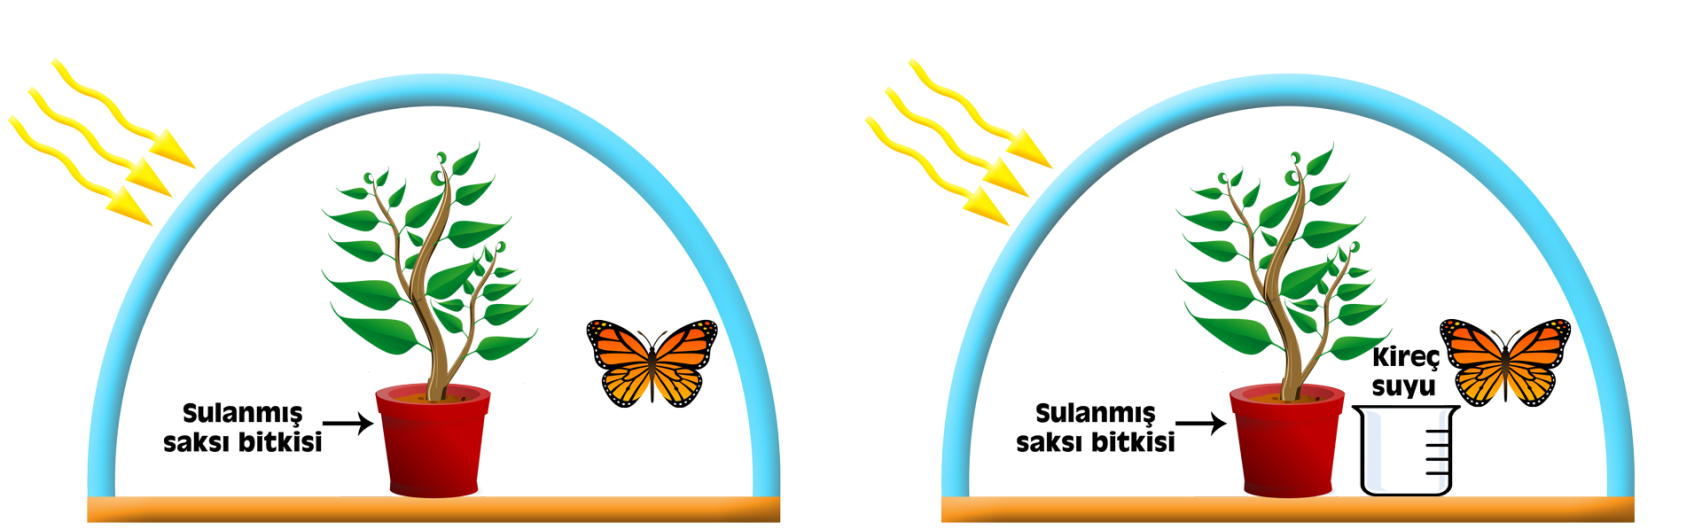 Sulanmış
saksı bitkisi
Kireç
suyu
Sulanmış
saksı bitkisi